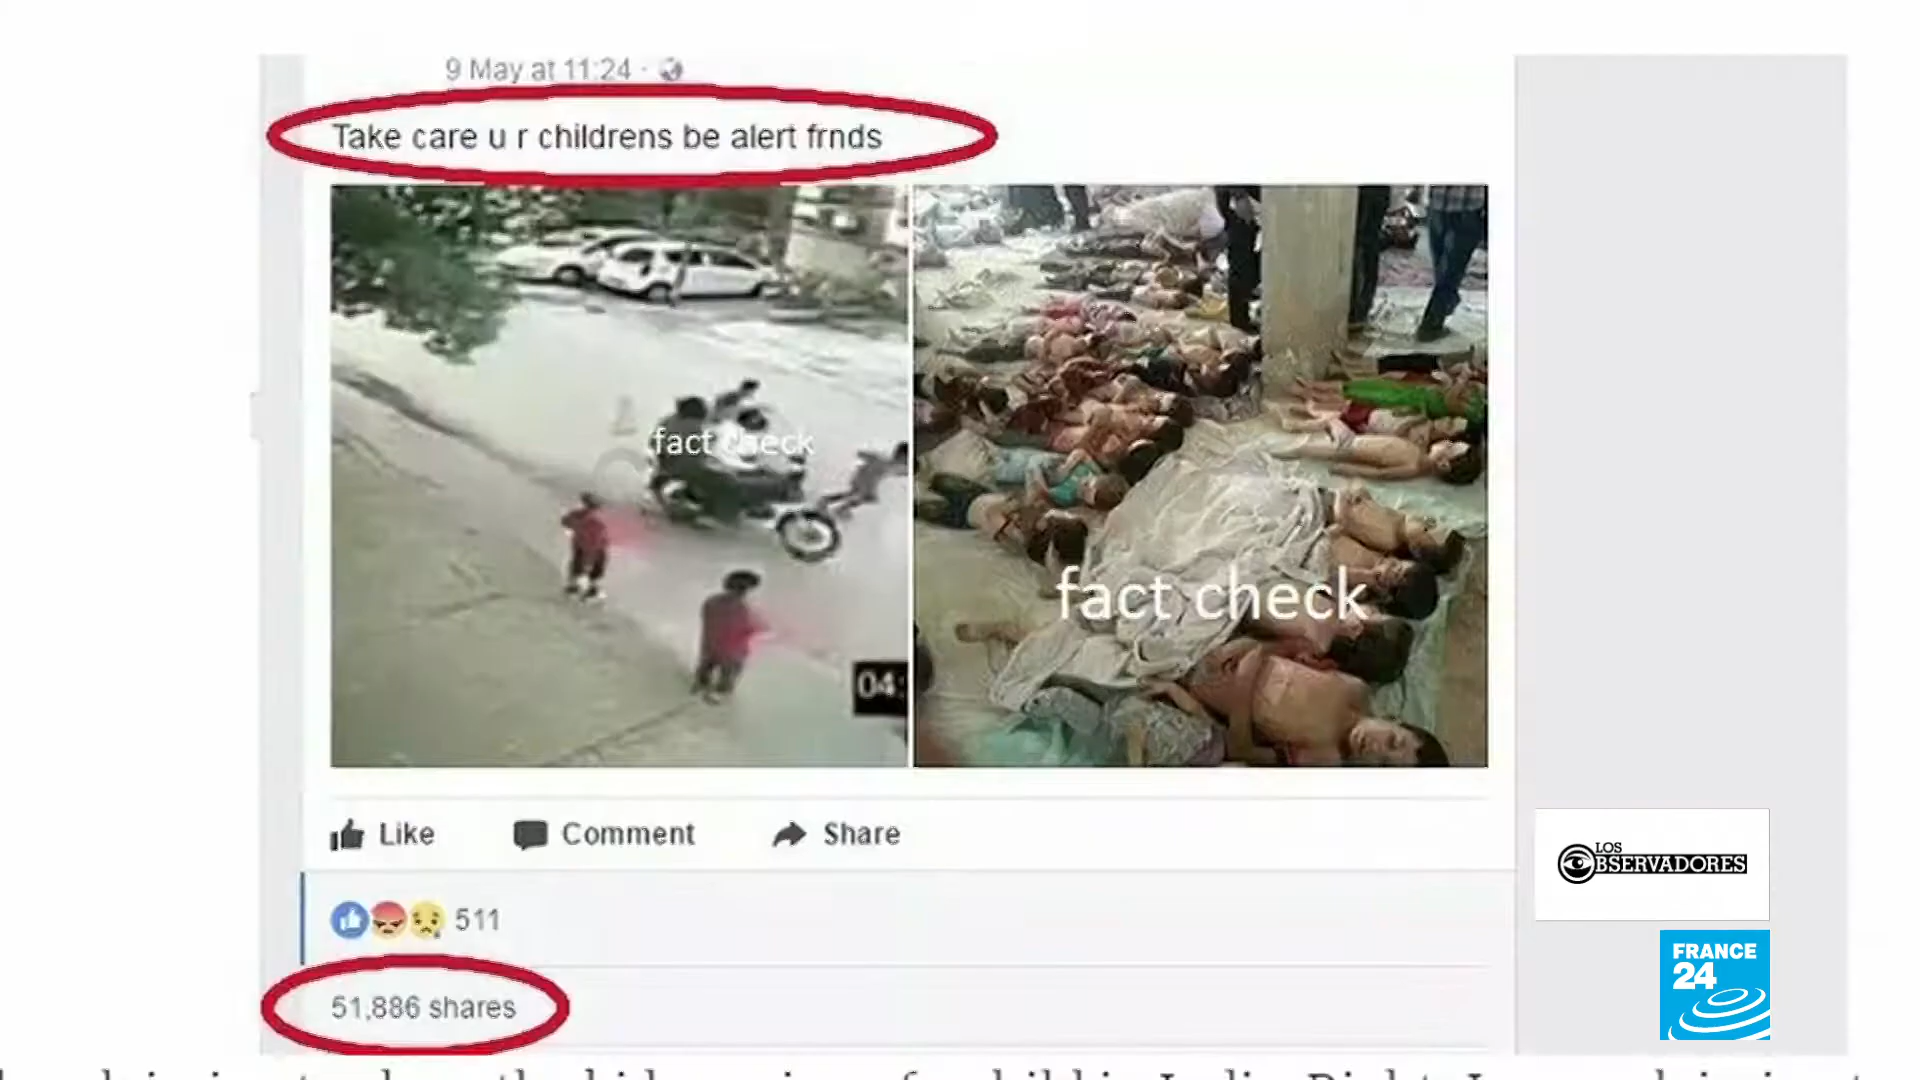 9 May at 11:24
Take care u r childrens be alert frnds
fact check
04:
fact check
Like
Comment
Share
511
51,886 shares
LOS
OBSERVADORES
FRANCE
24